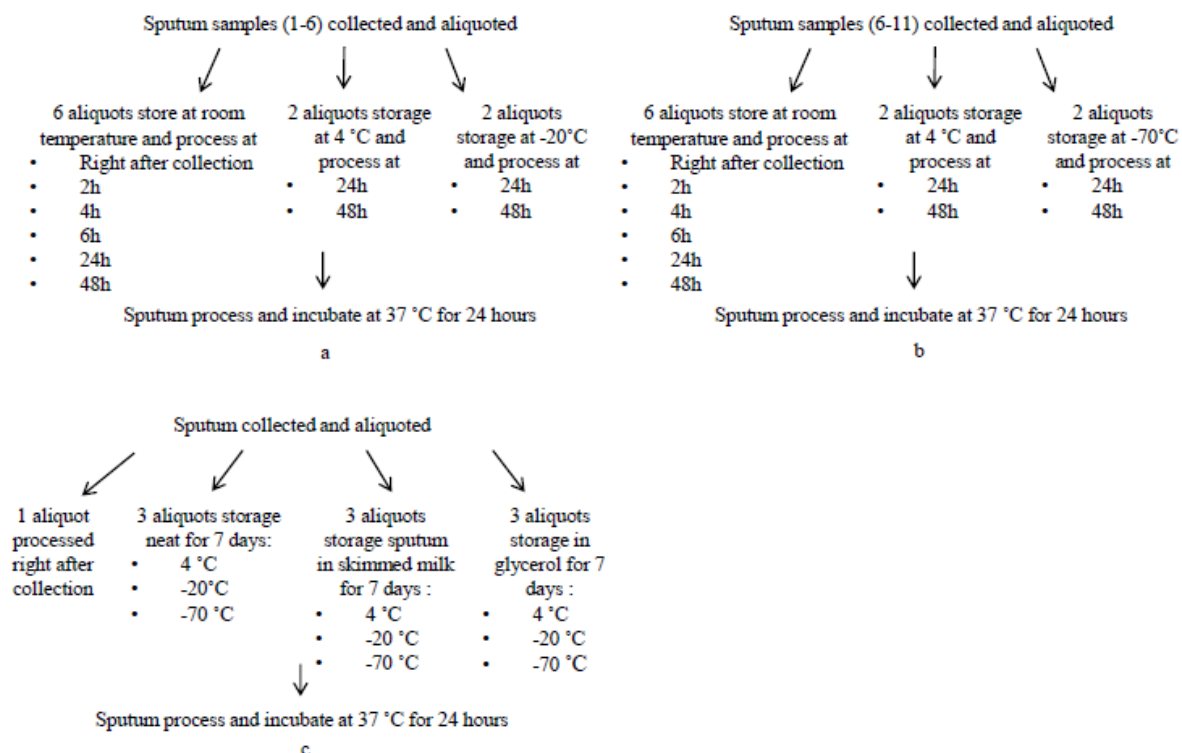 Sputum samples (1-6) collected and aliquoted
6 aliquots store at room
temperature and process at
• Right after collection
• 2h
• 4h
• 6h
• 24h
• 48h
2 aliquots storage
at 4 °C and
process at
• 24h
• 48h
2 aliquots
storage at -20°C
and process at
• 24h
• 48h
Sputum process and incubate at 37 °C for 24 hours
a
Sputum samples (6-11) collected and aliquoted
6 aliquots store at room
temperature and process at
• Right after collection
• 2h
• 4h
• 6h
• 24h
• 48h
2 aliquots storage
at 4 °C and
process at
• 24h
• 48h
2 aliquots
storage at -70°C
and process at
• 24h
• 48h
Sputum process and incubate at 37 °C for 24 hours
b
Sputum collected and aliquoted
1 aliquot
processed
right after
collection
3 aliquots storage
neat for 7 days:
• 4 °C
• -20°C
• -70 °C
3 aliquots
storage sputum
in skimmed milk
for 7 days :
• 4 °C
• -20 °C
• -70 °C
3 aliquots
storage in
glycerol for 7
days :
• 4 °C
• -20 °C
• -70 °C
Sputum process and incubate at 37 °C for 24 hours
c